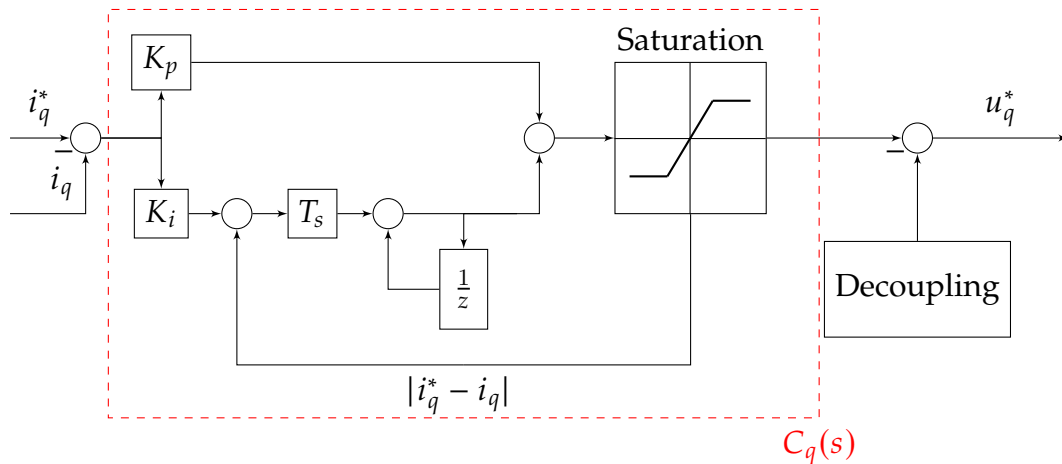 Saturation
K_p
i_q^*
u_q^*
−
−
i_q
K_i
T_s
1/z
Decoupling
|i_q^* − i_q|
C_q(s)